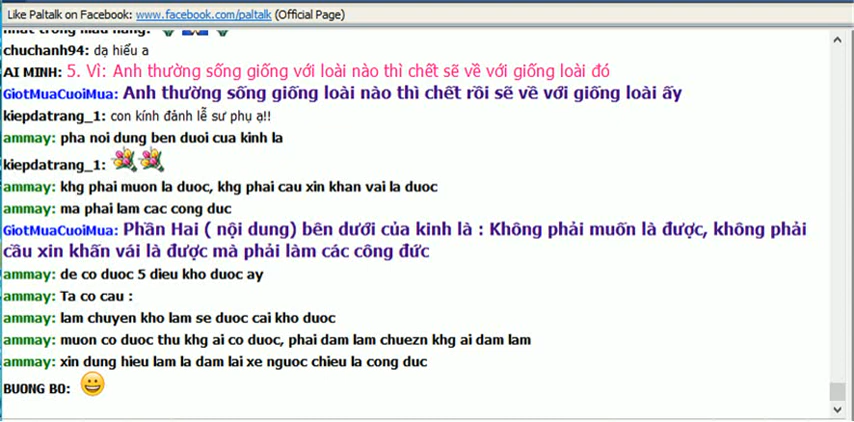 Like Paltalk on Facebook: www.facebook.com/paltalk (Official Page)
chuchanh94: dạ hiểu a
AI MINH: 5. Vì: Anh thường sống giống với loài nào thì chết sẽ về với giống loài đó
GiotMuaCuoiMua: Anh thường sống giống loài nào thì chết rồi sẽ về với giống loài ấy
kiepdatrang_1: con kính đảnh lễ sư phụ ạ!!
ammay: pha noi dung ben duoi cua kinh la
kiepdatrang_1:
ammay: khg phai muon la duoc, khg phai cau xin khan vai la duoc
ammay: ma phai lam cac cong duc
GiotMuaCuoiMua: Phần Hai ( nội dung) bên dưới của kinh là : Không phải muốn là được, không phải
cầu xin khấn vái là được mà phải làm các công đức
ammay: de co duoc 5 dieu kho duoc ay
ammay: Ta co cau :
ammay: lam chuyen kho lam se duoc cai kho duoc
ammay: muon co duoc thu khg ai co duoc, phai dam lam chuezn khg ai dam lam
ammay: xin dung hieu lam la dam lai xe nguoc chieu la cong duc
BUONG BO: